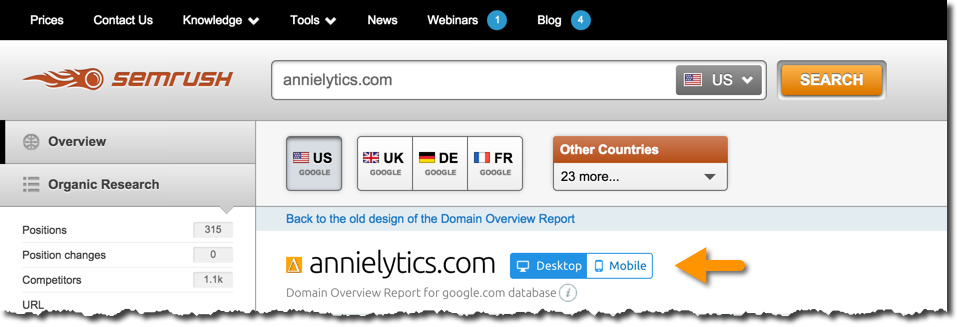 Prices Contact Us Knowledge Tools News Webinars 1 Blog 4
SEMRUSH annielytics.com US SEARCH
Overview
Organic Research
Positions 315
Position changes 0
Competitors 1.1k
URL
US GOOGLE UK GOOGLE DE GOOGLE FR GOOGLE
Other Countries
23 more...
Back to the old design of the Domain Overview Report
annielytics.com Desktop Mobile
Domain Overview Report for google.com database i